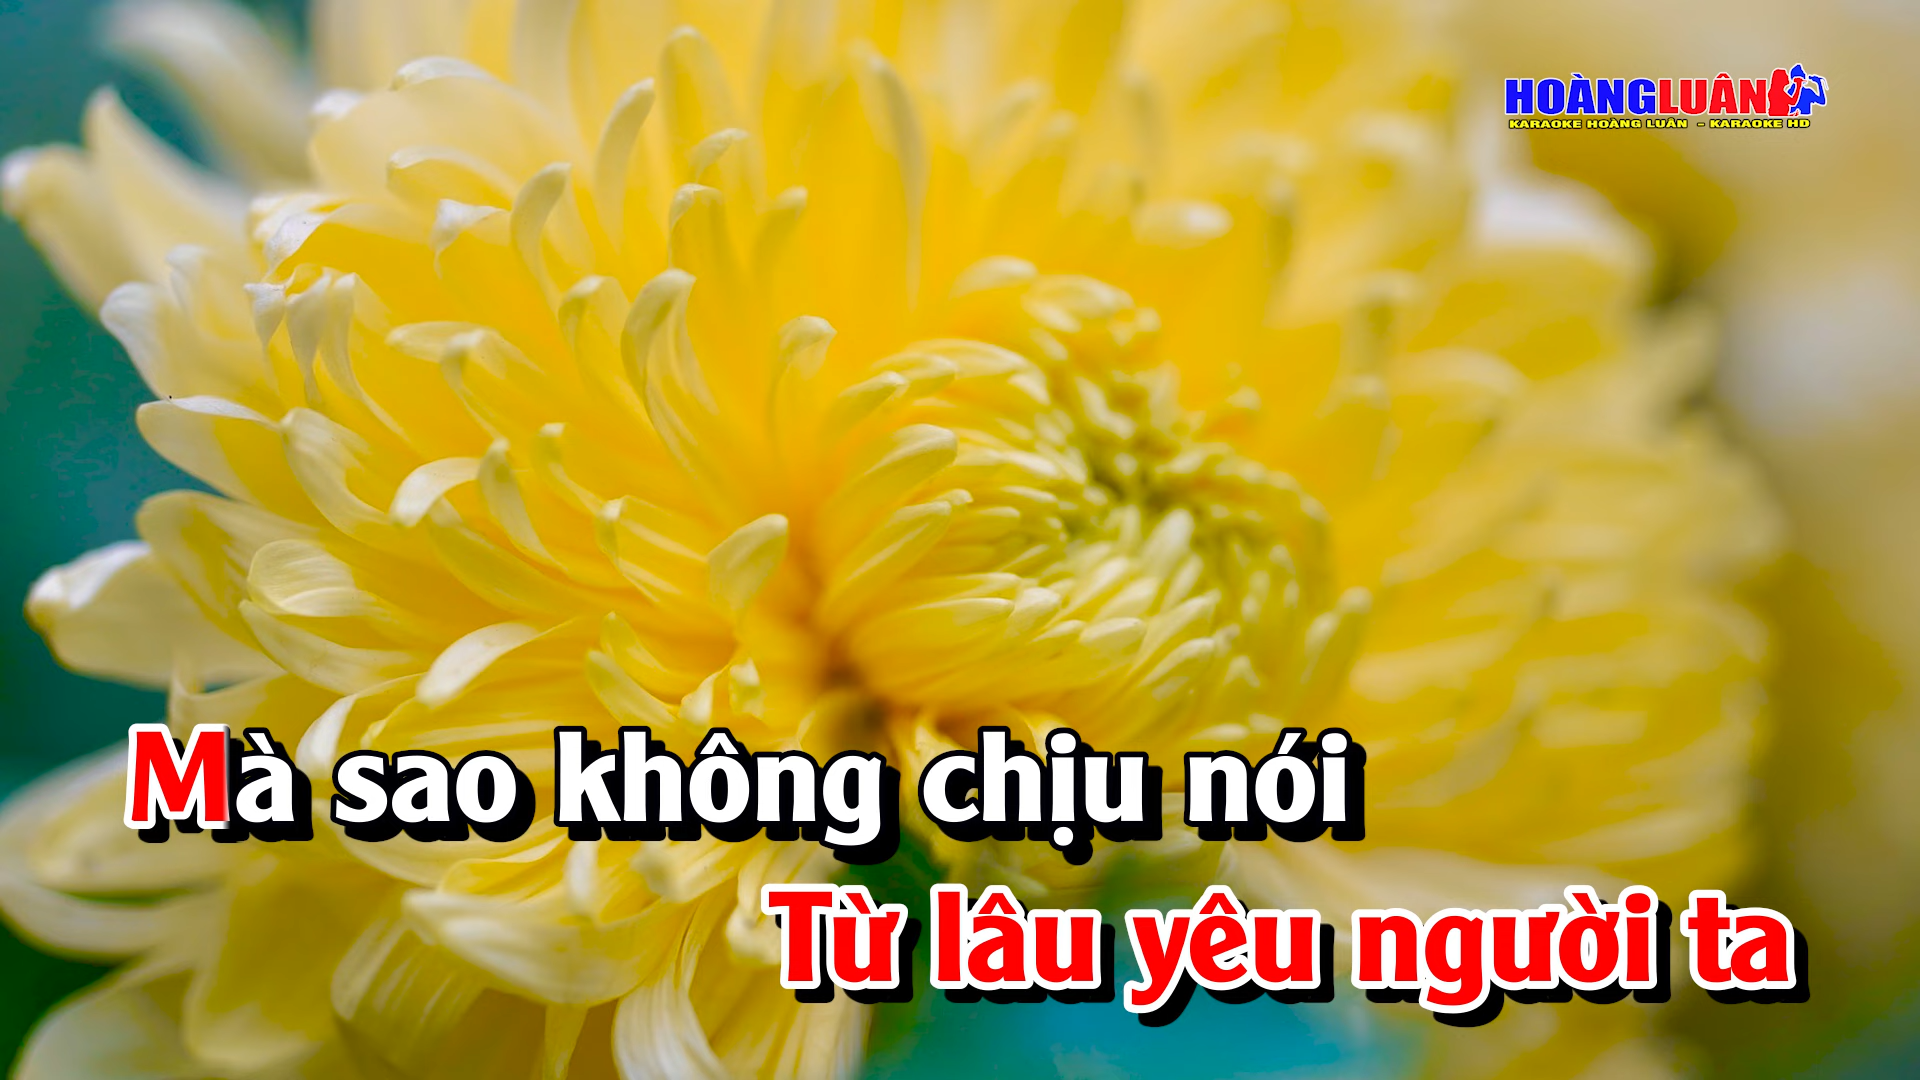 HOÀNGLUÂN
KARAOKE HOÀNG LUÂN - KARAOKE HD
Mà sao không chịu nói
Từ lâu yêu người ta